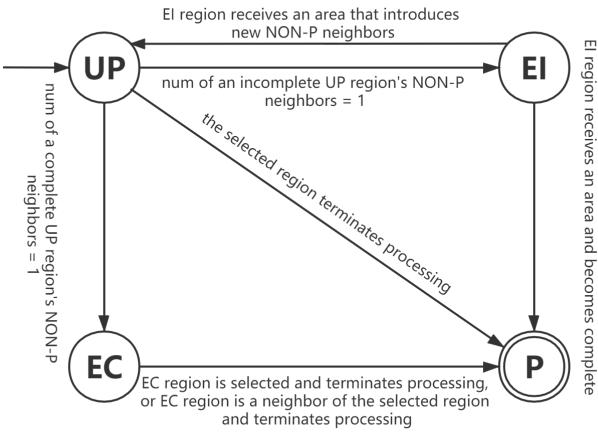 EI region receives an area that introduces
new NON-P neighbors
UP
EI
num of an incomplete UP region's NON-P
neighbors = 1
the selected region terminates processing
num of a complete UP region's NON-P
neighbors = 1
EI region receives an area and becomes complete
EC
P
EC region is selected and terminates processing,
or EC region is a neighbor of the selected region
and terminates processing